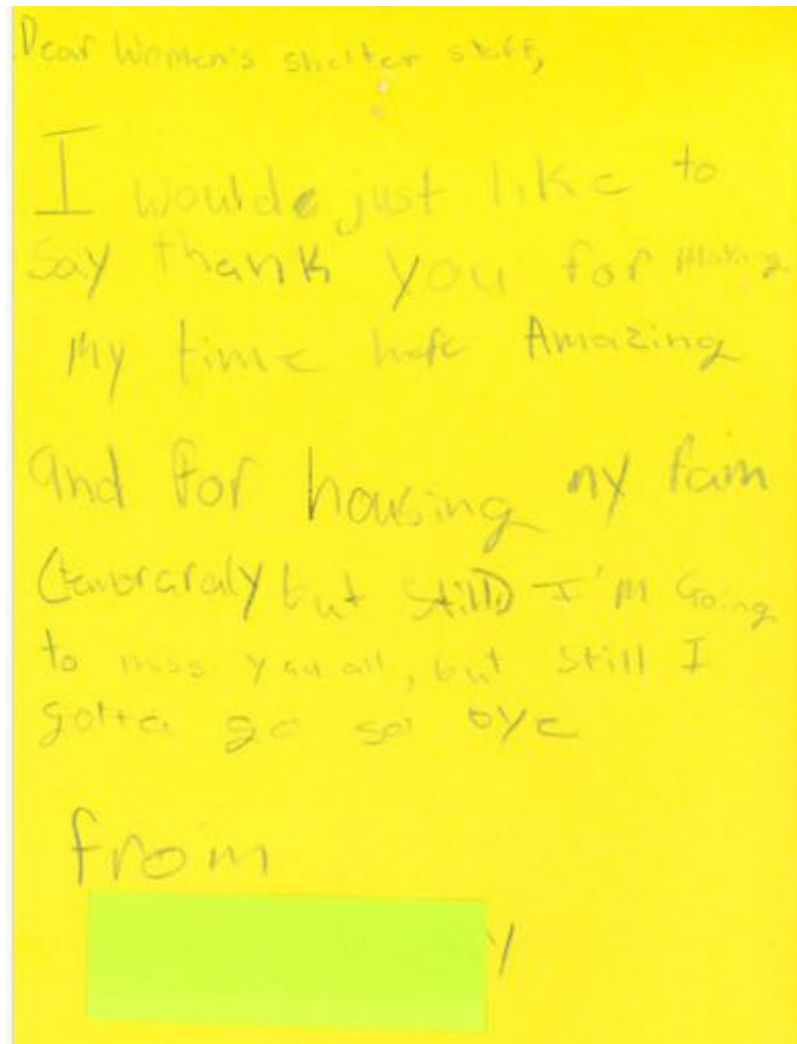 Dear Women's shelter staff,
I woulde just like to
say thank you for Making
My time here Amazing
and for housing my fam
(temoraraly but still) I'm Going
to miss you all, but still I
gotta go so bye
from
y